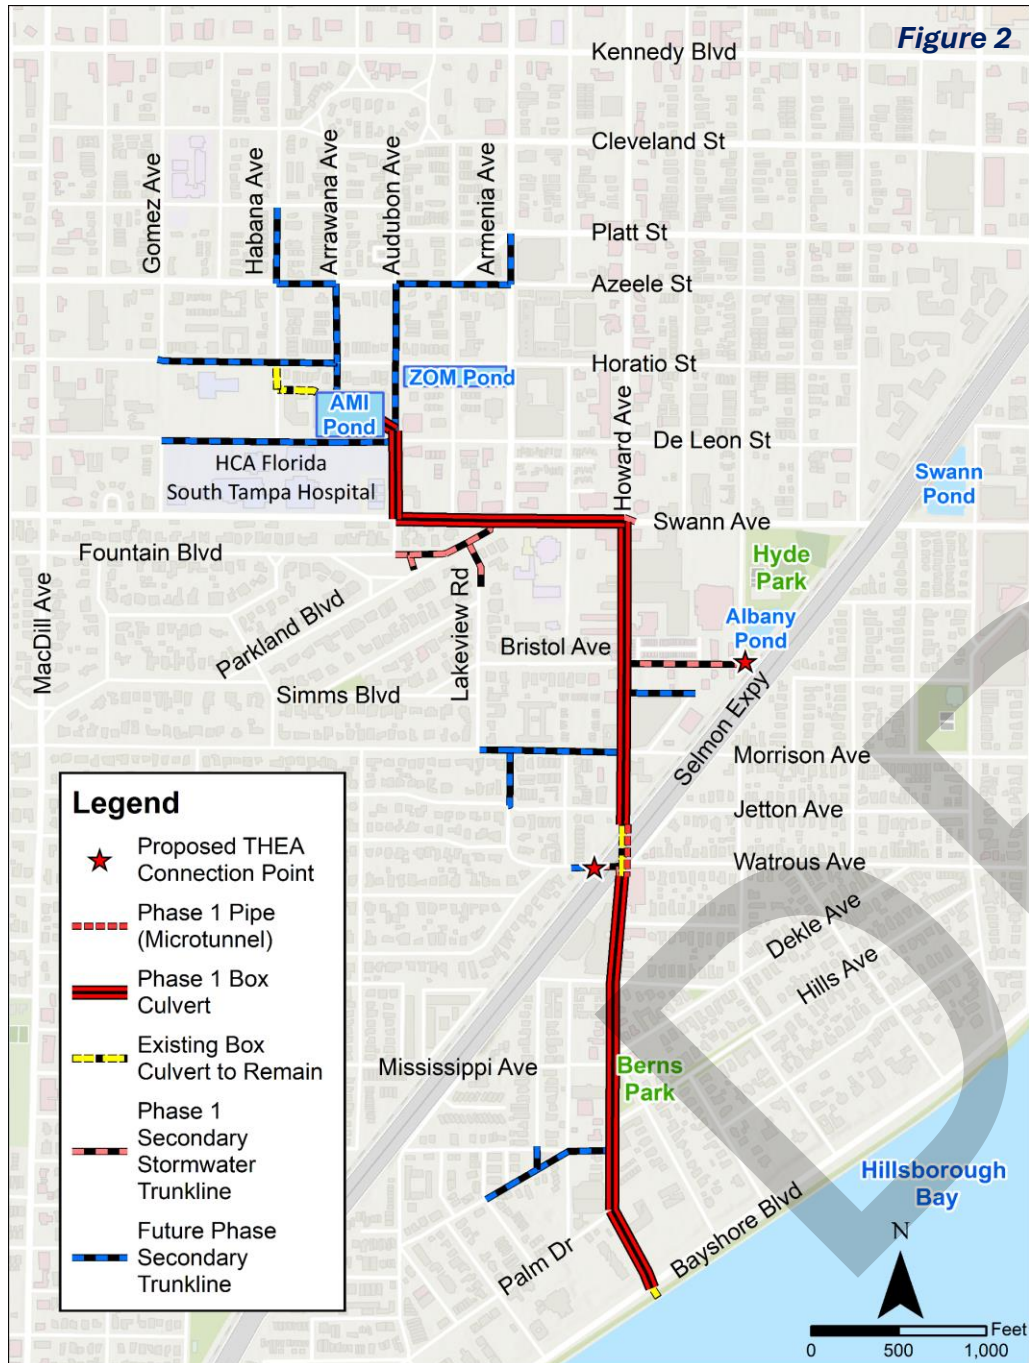 Figure 2
Kennedy Blvd
Cleveland St
Gomez Ave
Habana Ave
Arrawana Ave
Audubon Ave
Armenia Ave
Platt St
Azeele St
Horatio St
ZOM Pond
AMI
Pond
Howard Ave
De Leon St
HCA Florida
South Tampa Hospital
Swann
Pond
Swann Ave
Fountain Blvd
Hyde
Park
MacDill Ave
Parkland Blvd
Lakeview Rd
Albany
Pond
Bristol Ave
Simms Blvd
Selmon Expy
Morrison Ave
Jetton Ave
Watrous Ave
Dekle Ave
Hills Ave
Mississippi Ave
Berns
Park
Hillsborough
Bay
Bayshore Blvd
Palm Dr
Legend
Proposed THEA
Connection Point
Phase 1 Pipe
(Microtunnel)
Phase 1 Box
Culvert
Existing Box
Culvert to Remain
Phase 1
Secondary
Stormwater
Trunkline
Future Phase
Secondary
Trunkline
N
Feet
0 500 1,000